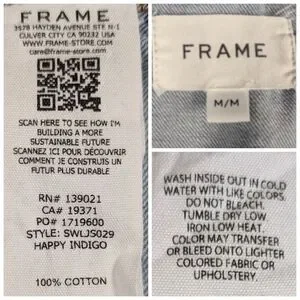 FRAME
3578 HAYDEN AVENUE STE N-1
CULVER CITY CA 90232 USA
WWW.FRAME-STORE.COM
care@frame-store.com
SCAN HERE TO SEE HOW I'M
BUILDING A MORE
SUSTAINABLE FUTURE
SCANNEZ ICI POUR DÉCOUVRIR
COMMENT JE CONSTRUIS UN
FUTUR PLUS DURABLE
RN# 139021
CA# 19371
PO# 1719600
STYLE: SWLJS029
HAPPY INDIGO
100% COTTON
FRAME
M/M
WASH INSIDE OUT IN COLD
WATER WITH LIKE COLORS.
DO NOT BLEACH.
TUMBLE DRY LOW
IRON LOW HEAT.
COLOR MAY TRANSFER
OR BLEED ONTO LIGHTER
COLORED FABRIC OR
UPHOLSTERY.